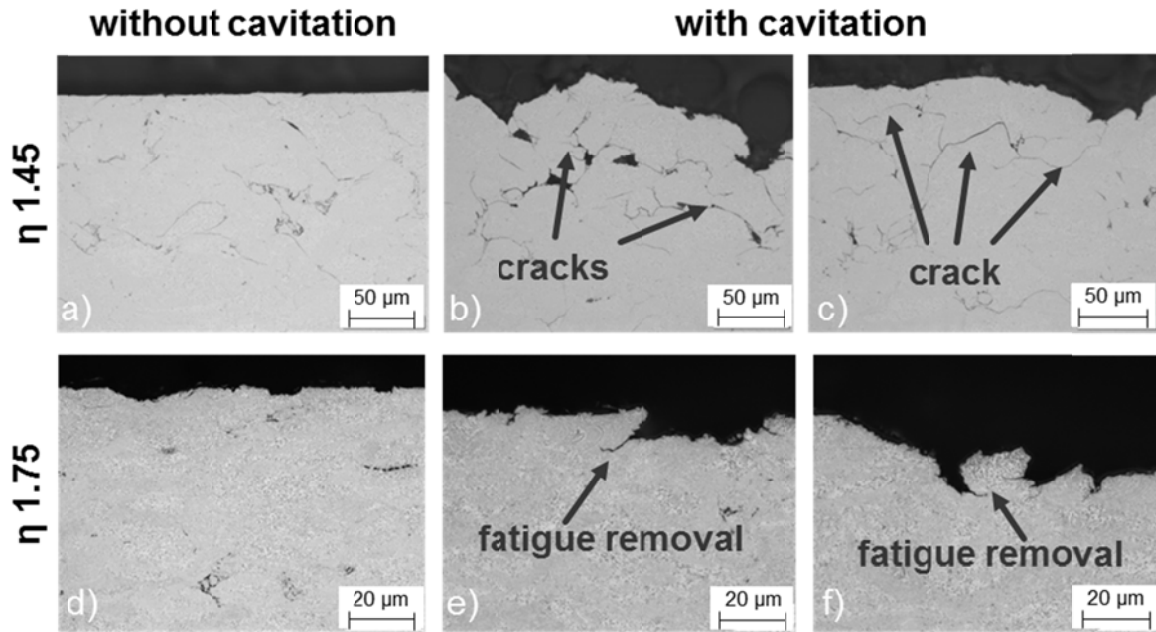 without cavitation
with cavitation
η 1.45
cracks
crack
a)
50 µm
b)
50 µm
c)
50 µm
η 1.75
fatigue removal
fatigue removal
d)
20 µm
e)
20 µm
f)
20 µm